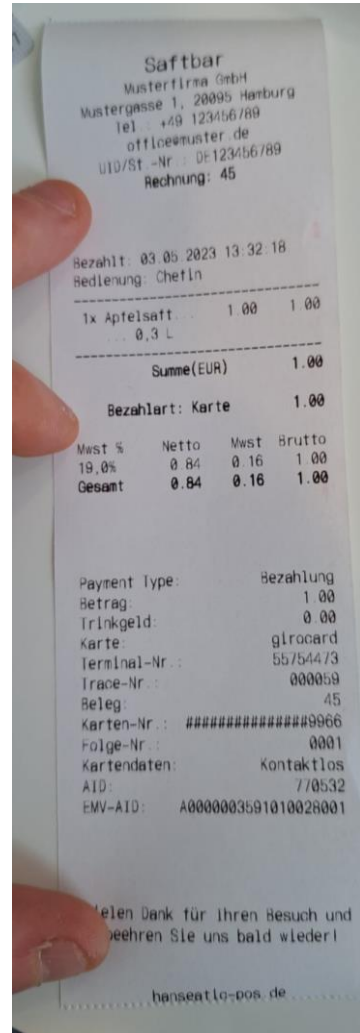 Saftbar
Musterfirma GmbH
Mustergasse 1, 20095 Hamburg
Tel.: +49 123456789
office@muster.de
UID/St.-Nr.: DE123456789
Rechnung: 45
Bezahlt: 03.05.2023 13:32:18
Bedienung: Chefin
1x Apfelsaft... 1.00 1.00
... 0,3 L
Summe(EUR) 1.00
Bezahlart: Karte 1.00
Mwst % Netto Mwst Brutto
19,0% 0.84 0.16 1.00
Gesamt 0.84 0.16 1.00
Payment Type: Bezahlung
Betrag: 1.00
Trinkgeld: 0.00
Karte: girocard
Terminal-Nr.: 55754473
Trace-Nr.: 000059
Beleg: 45
Karten-Nr.: ###############9966
Folge-Nr.: 0001
Kartendaten: Kontaktlos
AID: 770532
EMV-AID: A0000003591010028001
ielen Dank für Ihren Besuch und
beehren Sie uns bald wieder!
hanseatic-pos.de